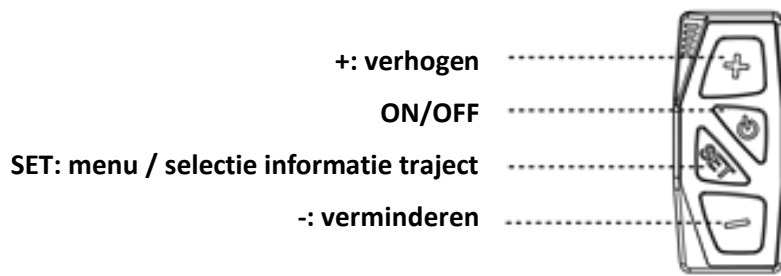 +: verhogen
ON/OFF
SET: menu / selectie informatie traject
SET
-: verminderen